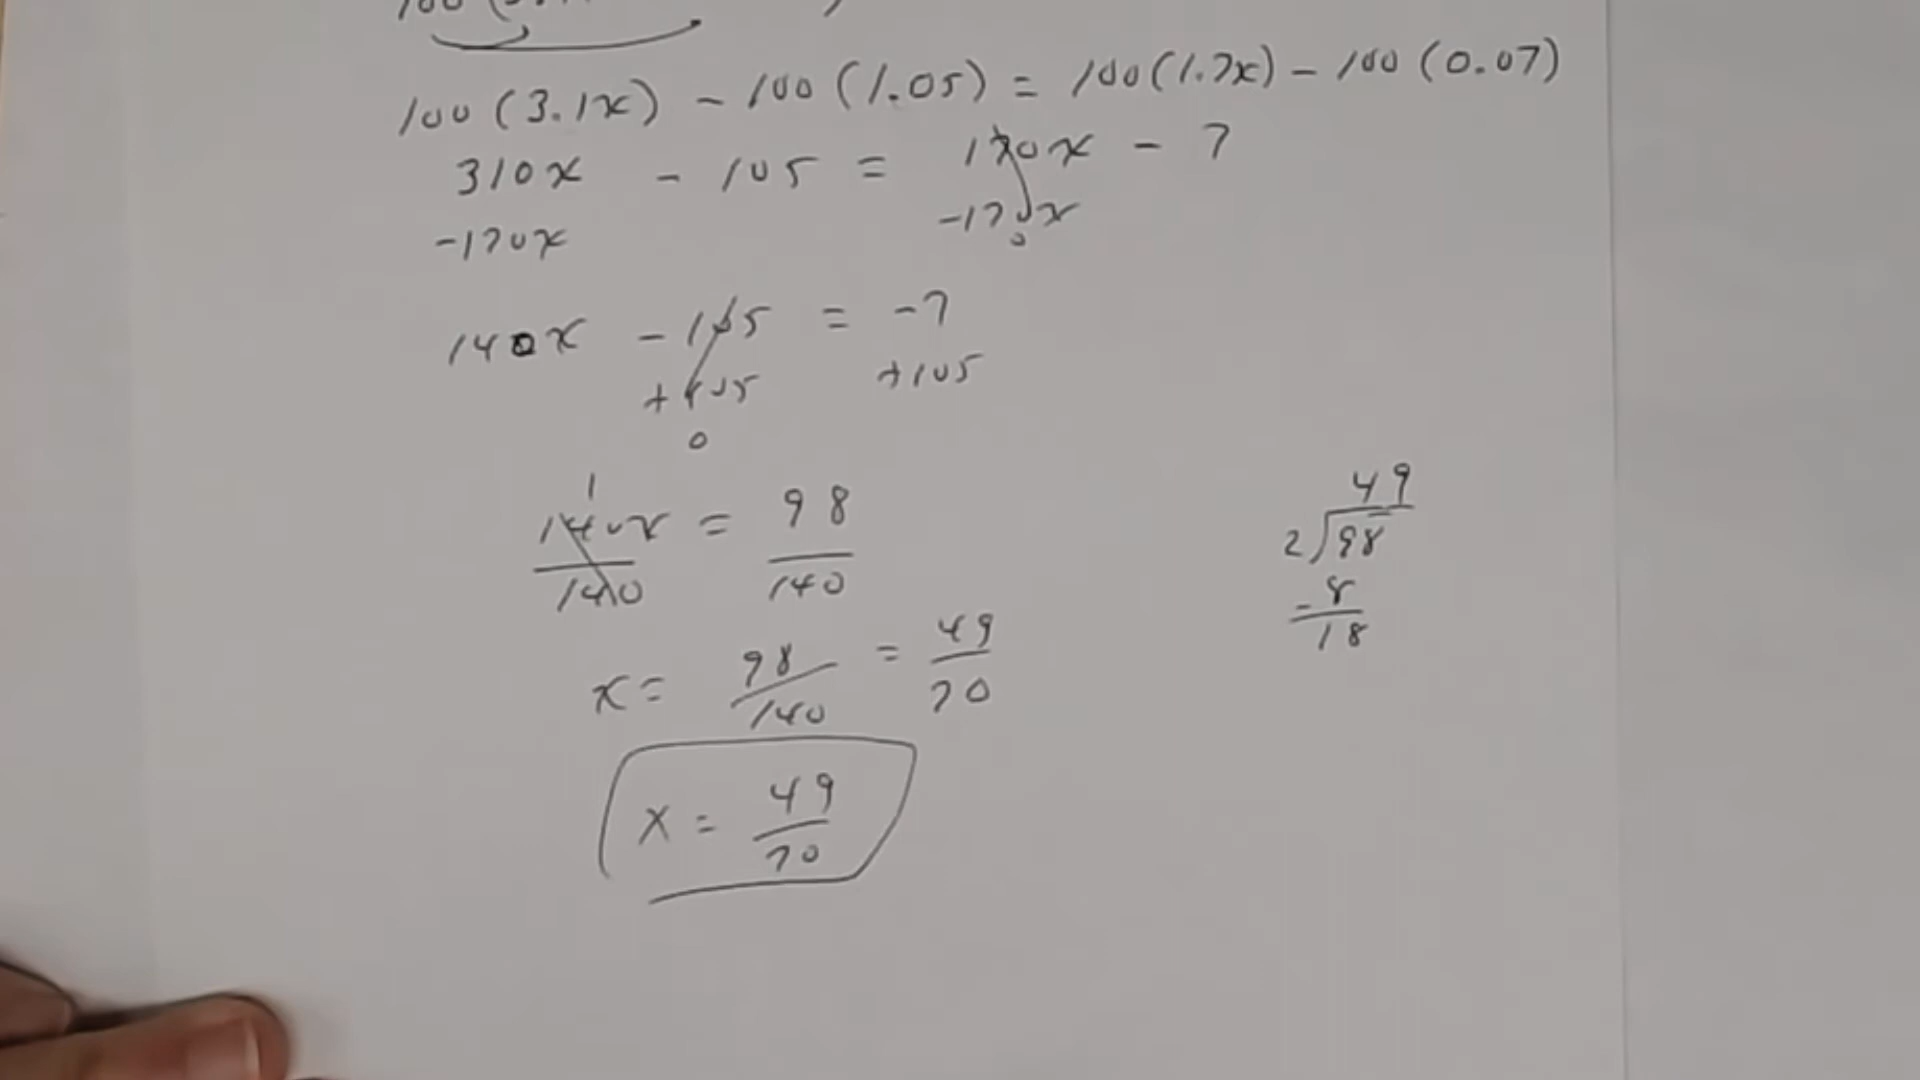 100 (3.1x) - 100 (1.05) = 100 (1.7x) - 100 (0.07)
310x - 105 = 170x - 7
-170x -170x
0
140x - 105 = -7
+105 +105
0
1
140x = 98
140 140
x = 98/140 = 49/70
x = 49/70
49
2)98
-8
18